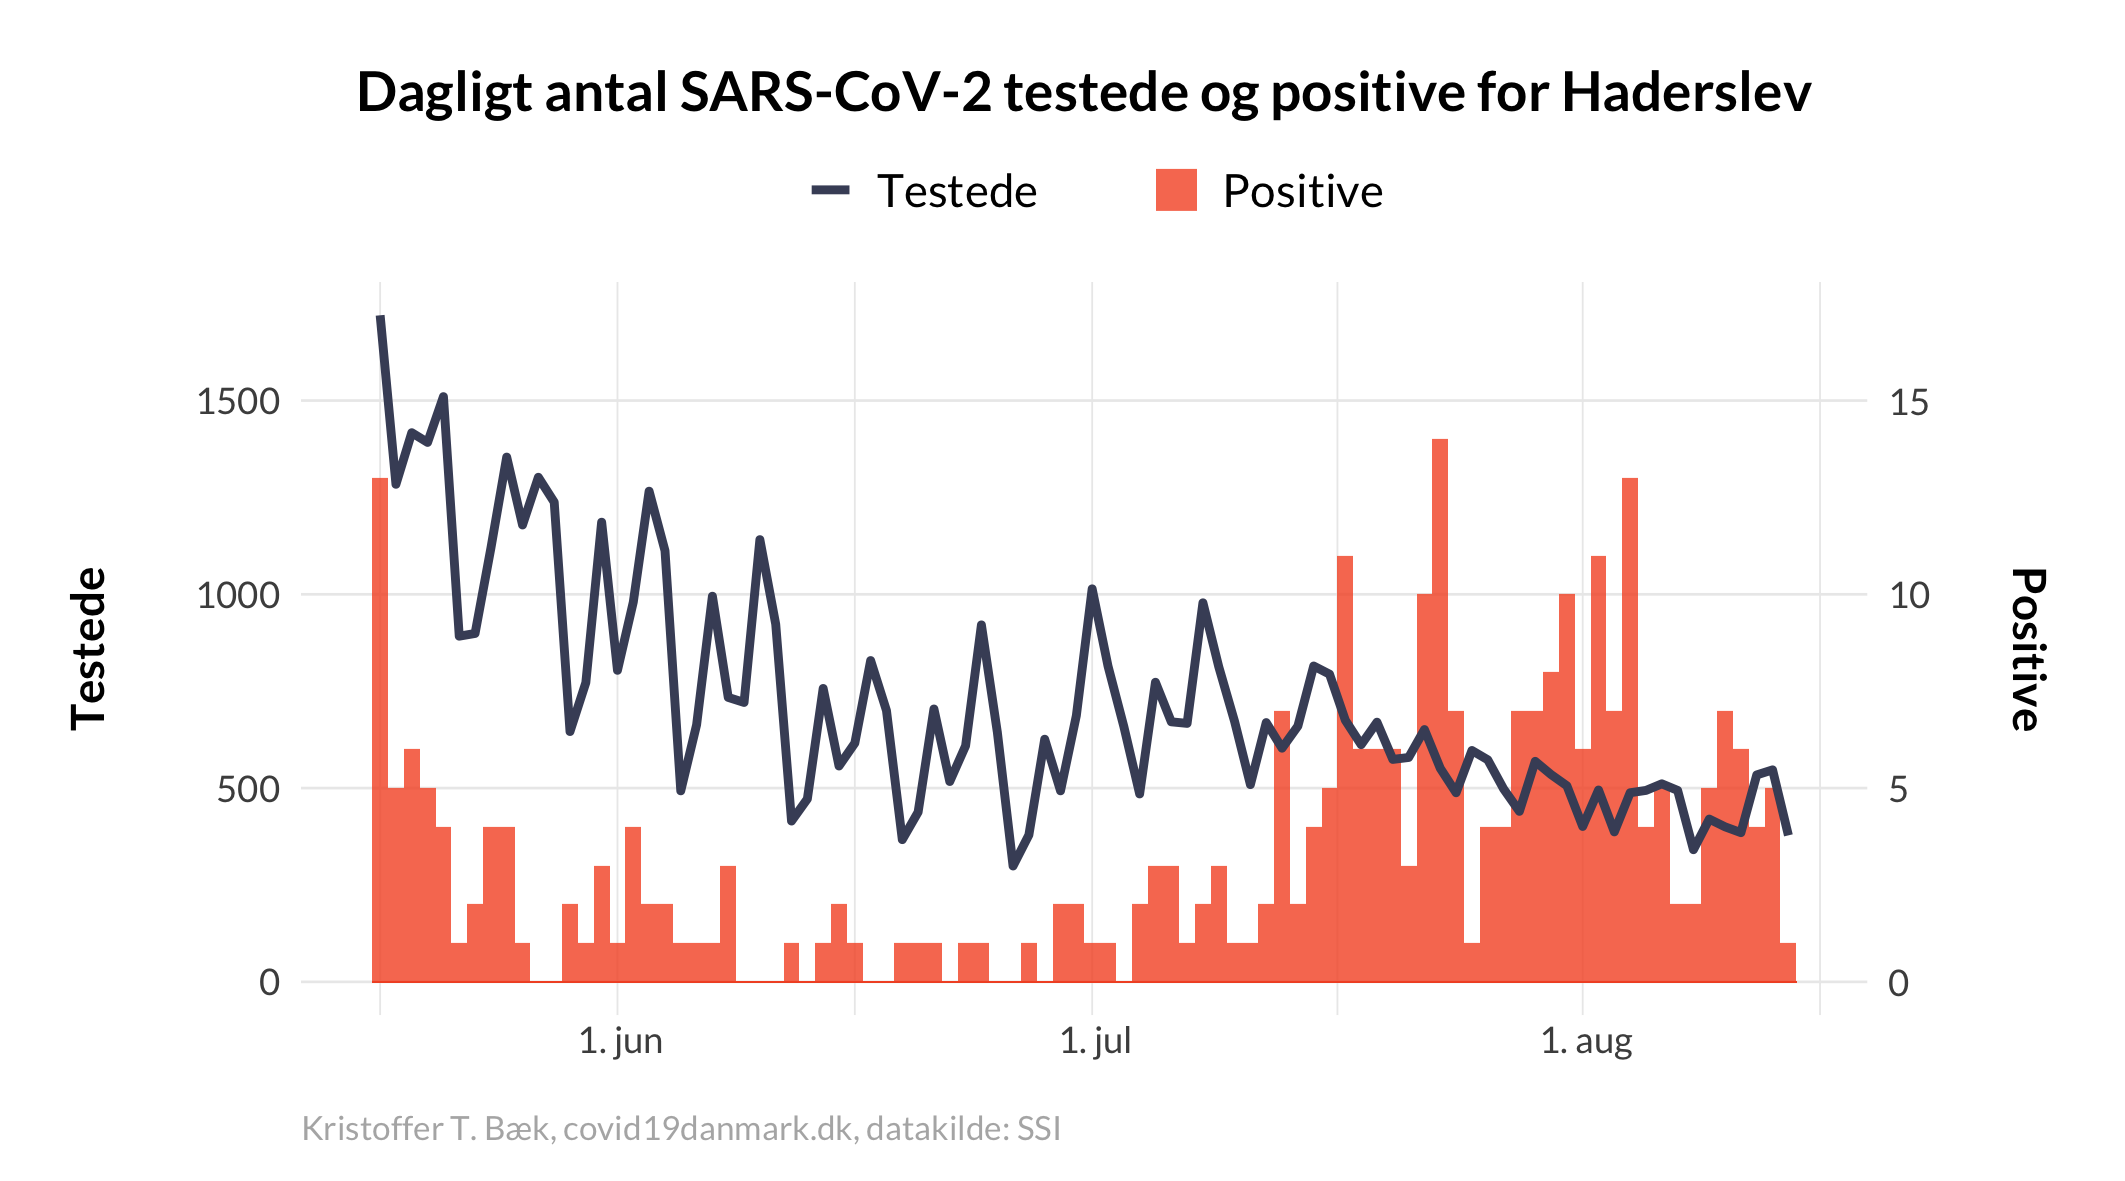 Dagligt antal SARS-CoV-2 testede og positive for Haderslev
Testede
Positive
Testede
1500
1000
500
0
15
10
5
0
Positive
1. jun
1. jul
1. aug
Kristoffer T. Bæk, covid19danmark.dk, datakilde: SSI